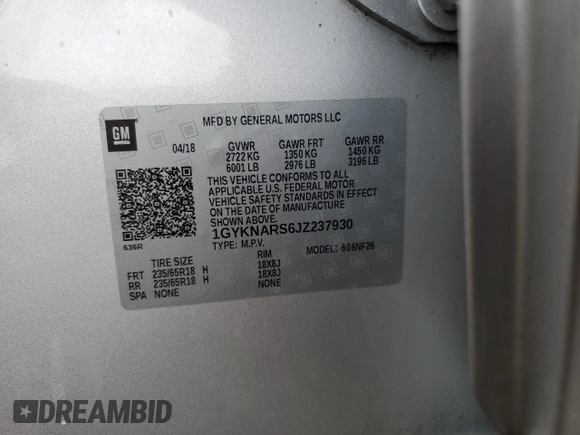 GM
MFD BY GENERAL MOTORS LLC
04/18 GVWR GAWR FRT GAWR RR
2722 KG 1350 KG 1450 KG
6001 LB 2976 LB 3196 LB
THIS VEHICLE CONFORMS TO ALL
APPLICABLE U.S. FEDERAL MOTOR
VEHICLE SAFETY STANDARDS IN EFFECT
ON THE DATE OF MANUFACTURE
SHOWN ABOVE.
1GYKNARS6JZ237930
636R
TYPE: M.P.V. MODEL: 606NF26
TIRE SIZE RIM
FRT 235/65R18 H 18X8J
RR 235/65R18 H 18X8J
SPA NONE NONE
DREAMBID